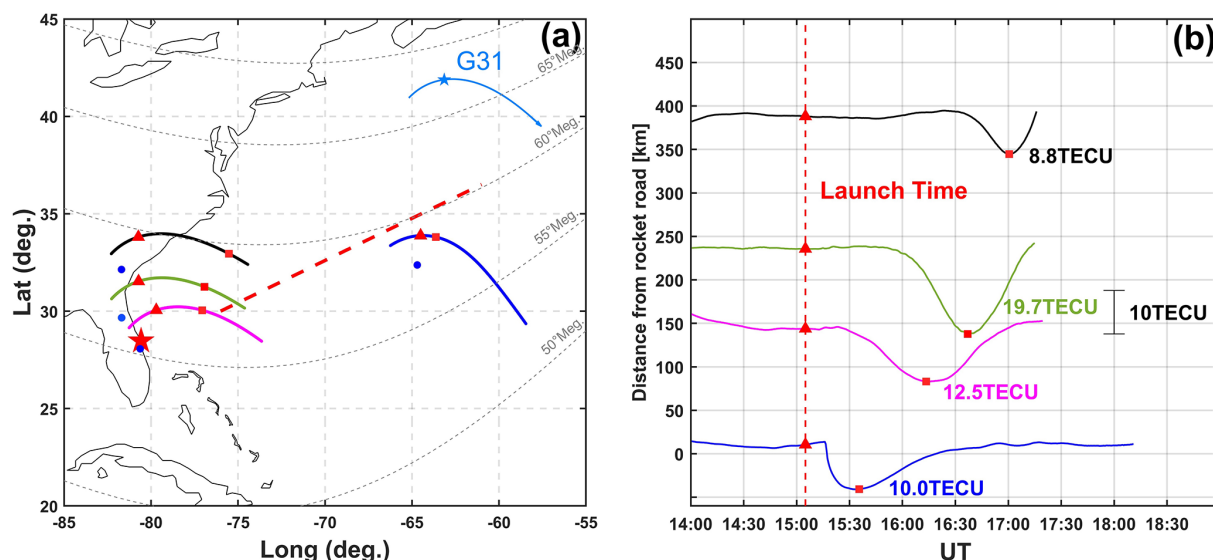 (a)
G31
65°Meg.
60°Meg.
55°Meg.
50°Meg.
45
40
35
30
25
20
-85
-80
-75
-70
-65
-60
-55
Lat (deg.)
Long (deg.)
(b)
Launch Time
8.8TECU
19.7TECU
10TECU
12.5TECU
10.0TECU
400
350
300
250
200
150
100
50
0
14:00
14:30
15:00
15:30
16:00
16:30
17:00
17:30
18:00
18:30
Distance from rocket road [km]
UT